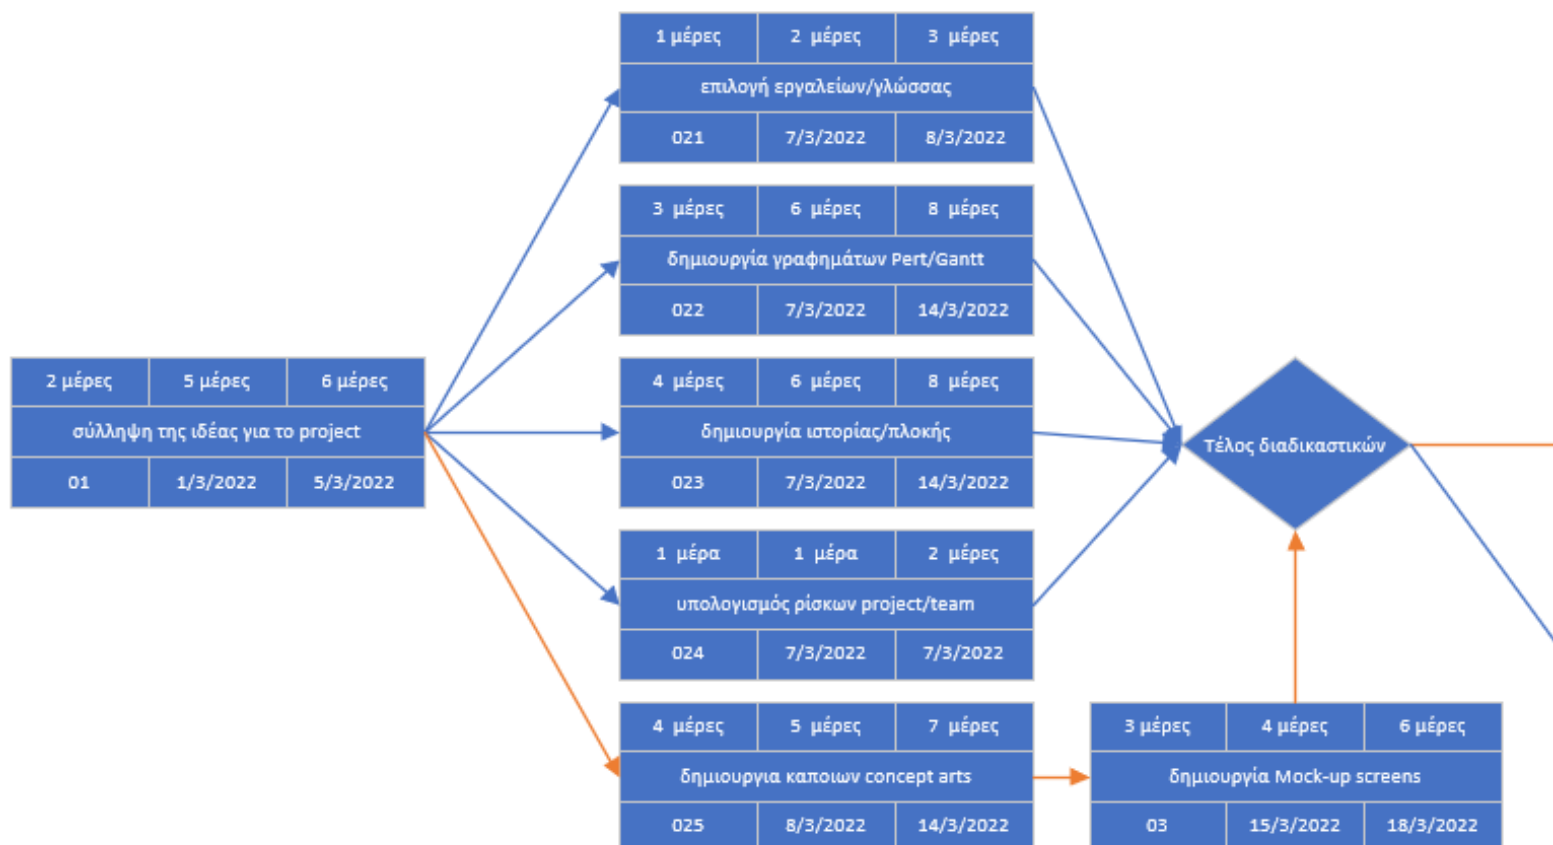 1 μέρες 2 μέρες 3 μέρες
επιλογή εργαλείων/γλώσσας
021 7/3/2022 8/3/2022
3 μέρες 6 μέρες 8 μέρες
δημιουργία γραφημάτων Pert/Gantt
022 7/3/2022 14/3/2022
2 μέρες 5 μέρες 6 μέρες
σύλληψη της ιδέας για το project
01 1/3/2022 5/3/2022
4 μέρες 6 μέρες 8 μέρες
δημιουργία ιστορίας/πλοκής
023 7/3/2022 14/3/2022
Τέλος διαδικαστικών
1 μέρα 1 μέρα 2 μέρες
υπολογισμός ρίσκων project/team
024 7/3/2022 7/3/2022
4 μέρες 5 μέρες 7 μέρες
δημιουργια καποιων concept arts
025 8/3/2022 14/3/2022
3 μέρες 4 μέρες 6 μέρες
δημιουργία Mock-up screens
03 15/3/2022 18/3/2022